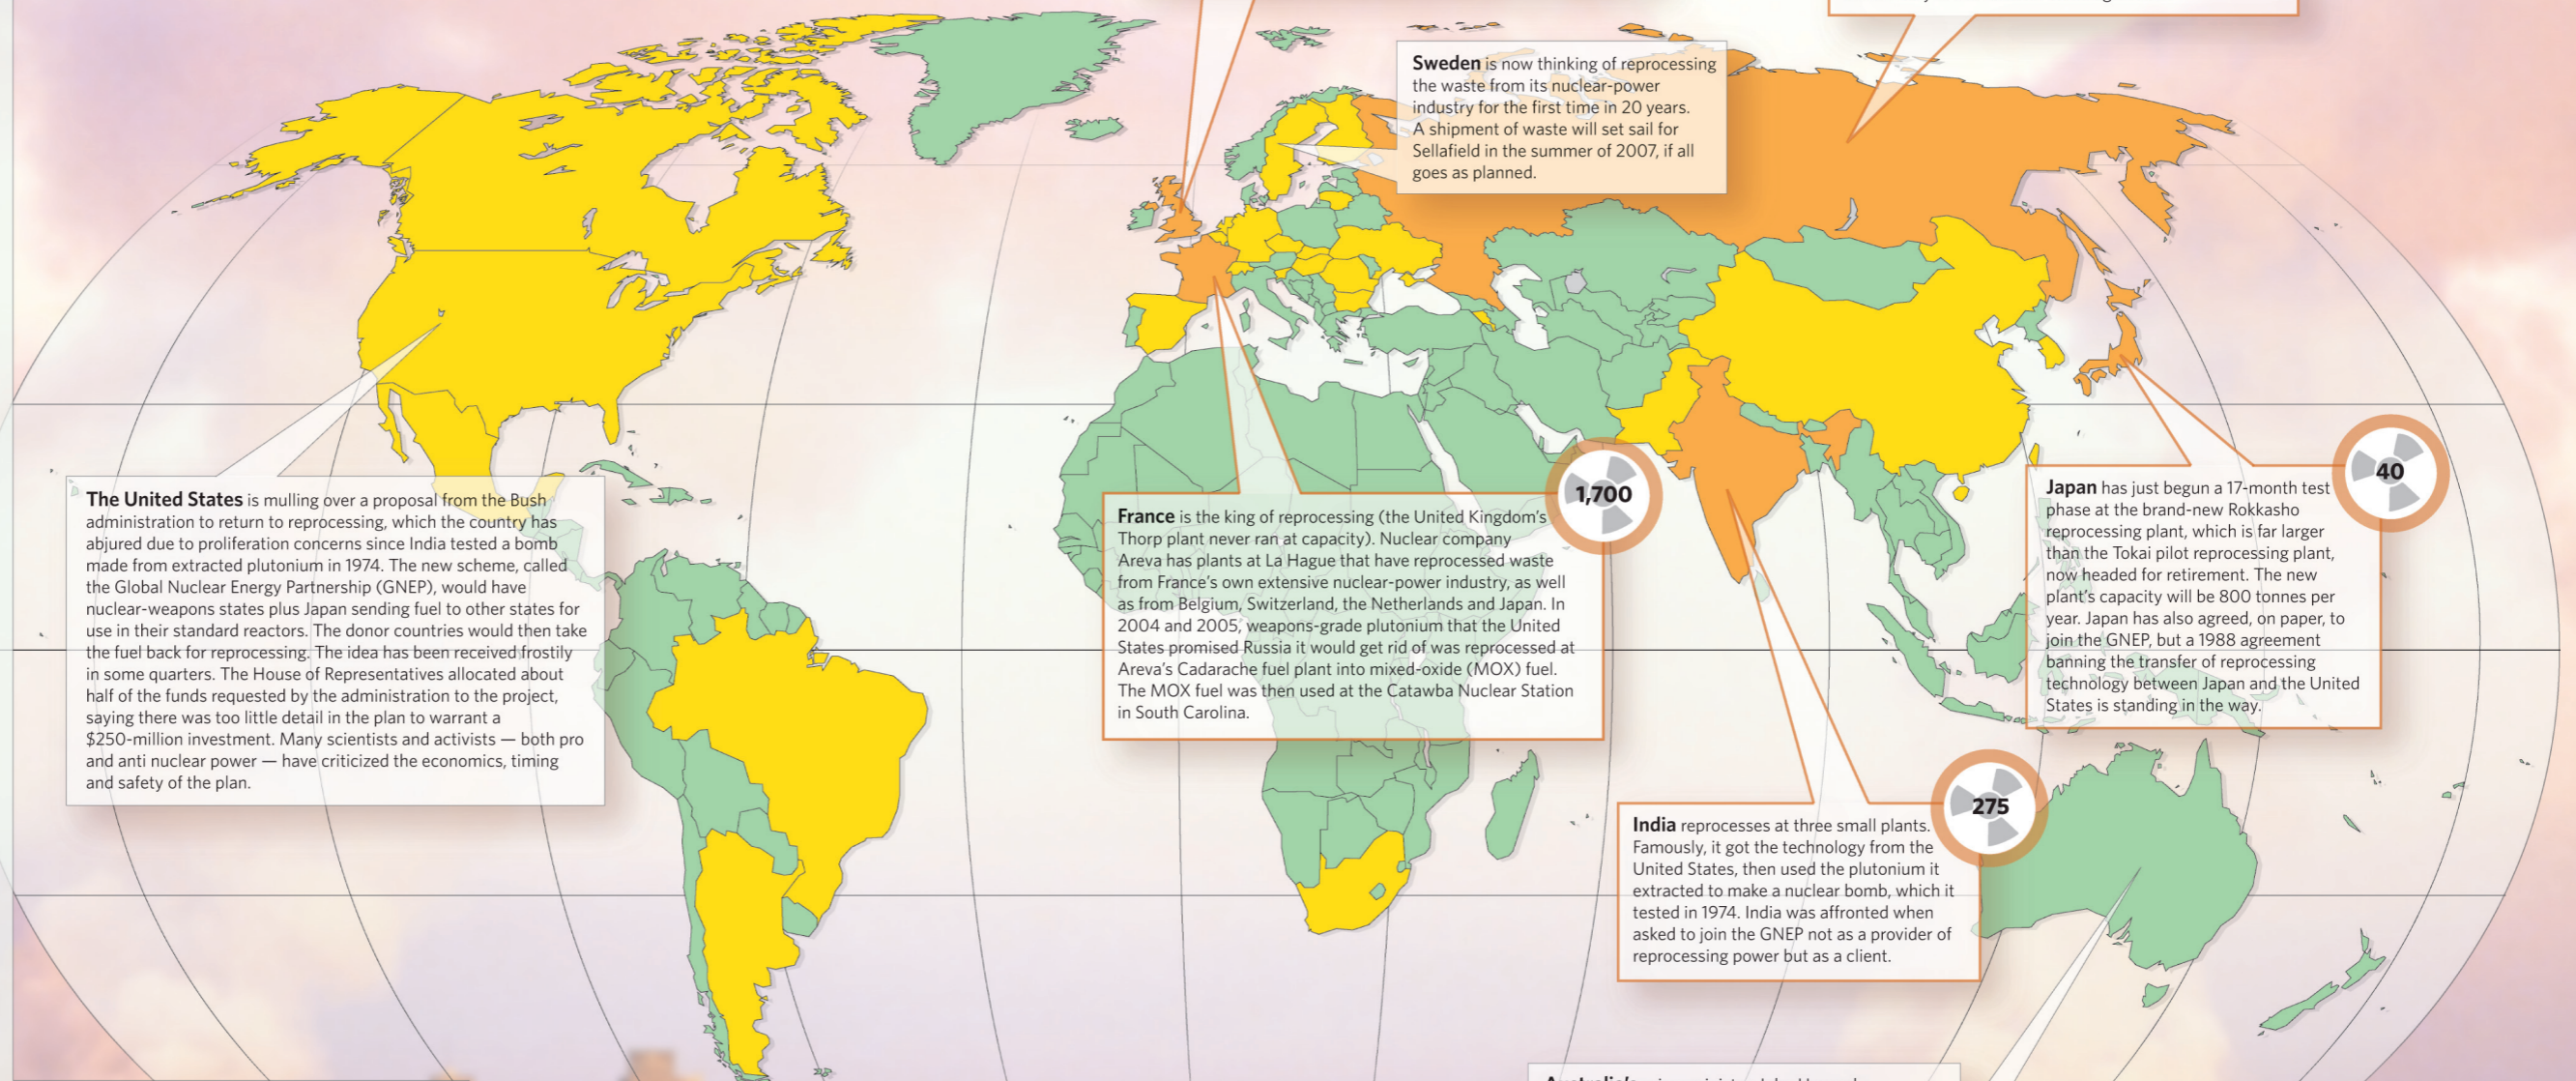 Sweden is now thinking of reprocessing
the waste from its nuclear-power
industry for the first time in 20 years.
A shipment of waste will set sail for
Sellafield in the summer of 2007, if all
goes as planned.
The United States is mulling over a proposal from the Bush
administration to return to reprocessing, which the country has
abjured due to proliferation concerns since India tested a bomb
made from extracted plutonium in 1974. The new scheme, called
the Global Nuclear Energy Partnership (GNEP), would have
nuclear-weapons states plus Japan sending fuel to other states for
use in their standard reactors. The donor countries would then take
the fuel back for reprocessing. The idea has been received frostily
in some quarters. The House of Representatives allocated about
half of the funds requested by the administration to the project,
saying there was too little detail in the plan to warrant a
$250-million investment. Many scientists and activists — both pro
and anti nuclear power — have criticized the economics, timing
and safety of the plan.
1,700
France is the king of reprocessing (the United Kingdom's
Thorp plant never ran at capacity). Nuclear company
Areva has plants at La Hague that have reprocessed waste
from France's own extensive nuclear-power industry, as well
as from Belgium, Switzerland, the Netherlands and Japan. In
2004 and 2005, weapons-grade plutonium that the United
States promised Russia it would get rid of was reprocessed at
Areva's Cadarache fuel plant into mixed-oxide (MOX) fuel.
The MOX fuel was then used at the Catawba Nuclear Station
in South Carolina.
40
Japan has just begun a 17-month test
phase at the brand-new Rokkasho
reprocessing plant, which is far larger
than the Tokai pilot reprocessing plant,
now headed for retirement. The new
plant's capacity will be 800 tonnes per
year. Japan has also agreed, on paper, to
join the GNEP, but a 1988 agreement
banning the transfer of reprocessing
technology between Japan and the United
States is standing in the way.
275
India reprocesses at three small plants.
Famously, it got the technology from the
United States, then used the plutonium it
extracted to make a nuclear bomb, which it
tested in 1974. India was affronted when
asked to join the GNEP not as a provider of
reprocessing power but as a client.